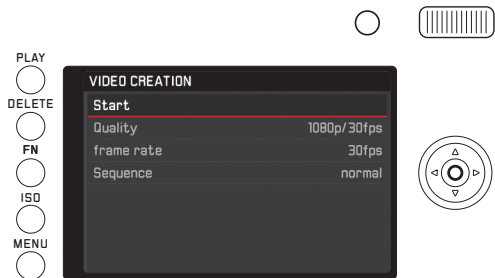 PLAY
DELETE
FN
ISO
MENU
VIDEO CREATION
Start
Quality 1080p/30fps
frame rate 30fps
Sequence normal